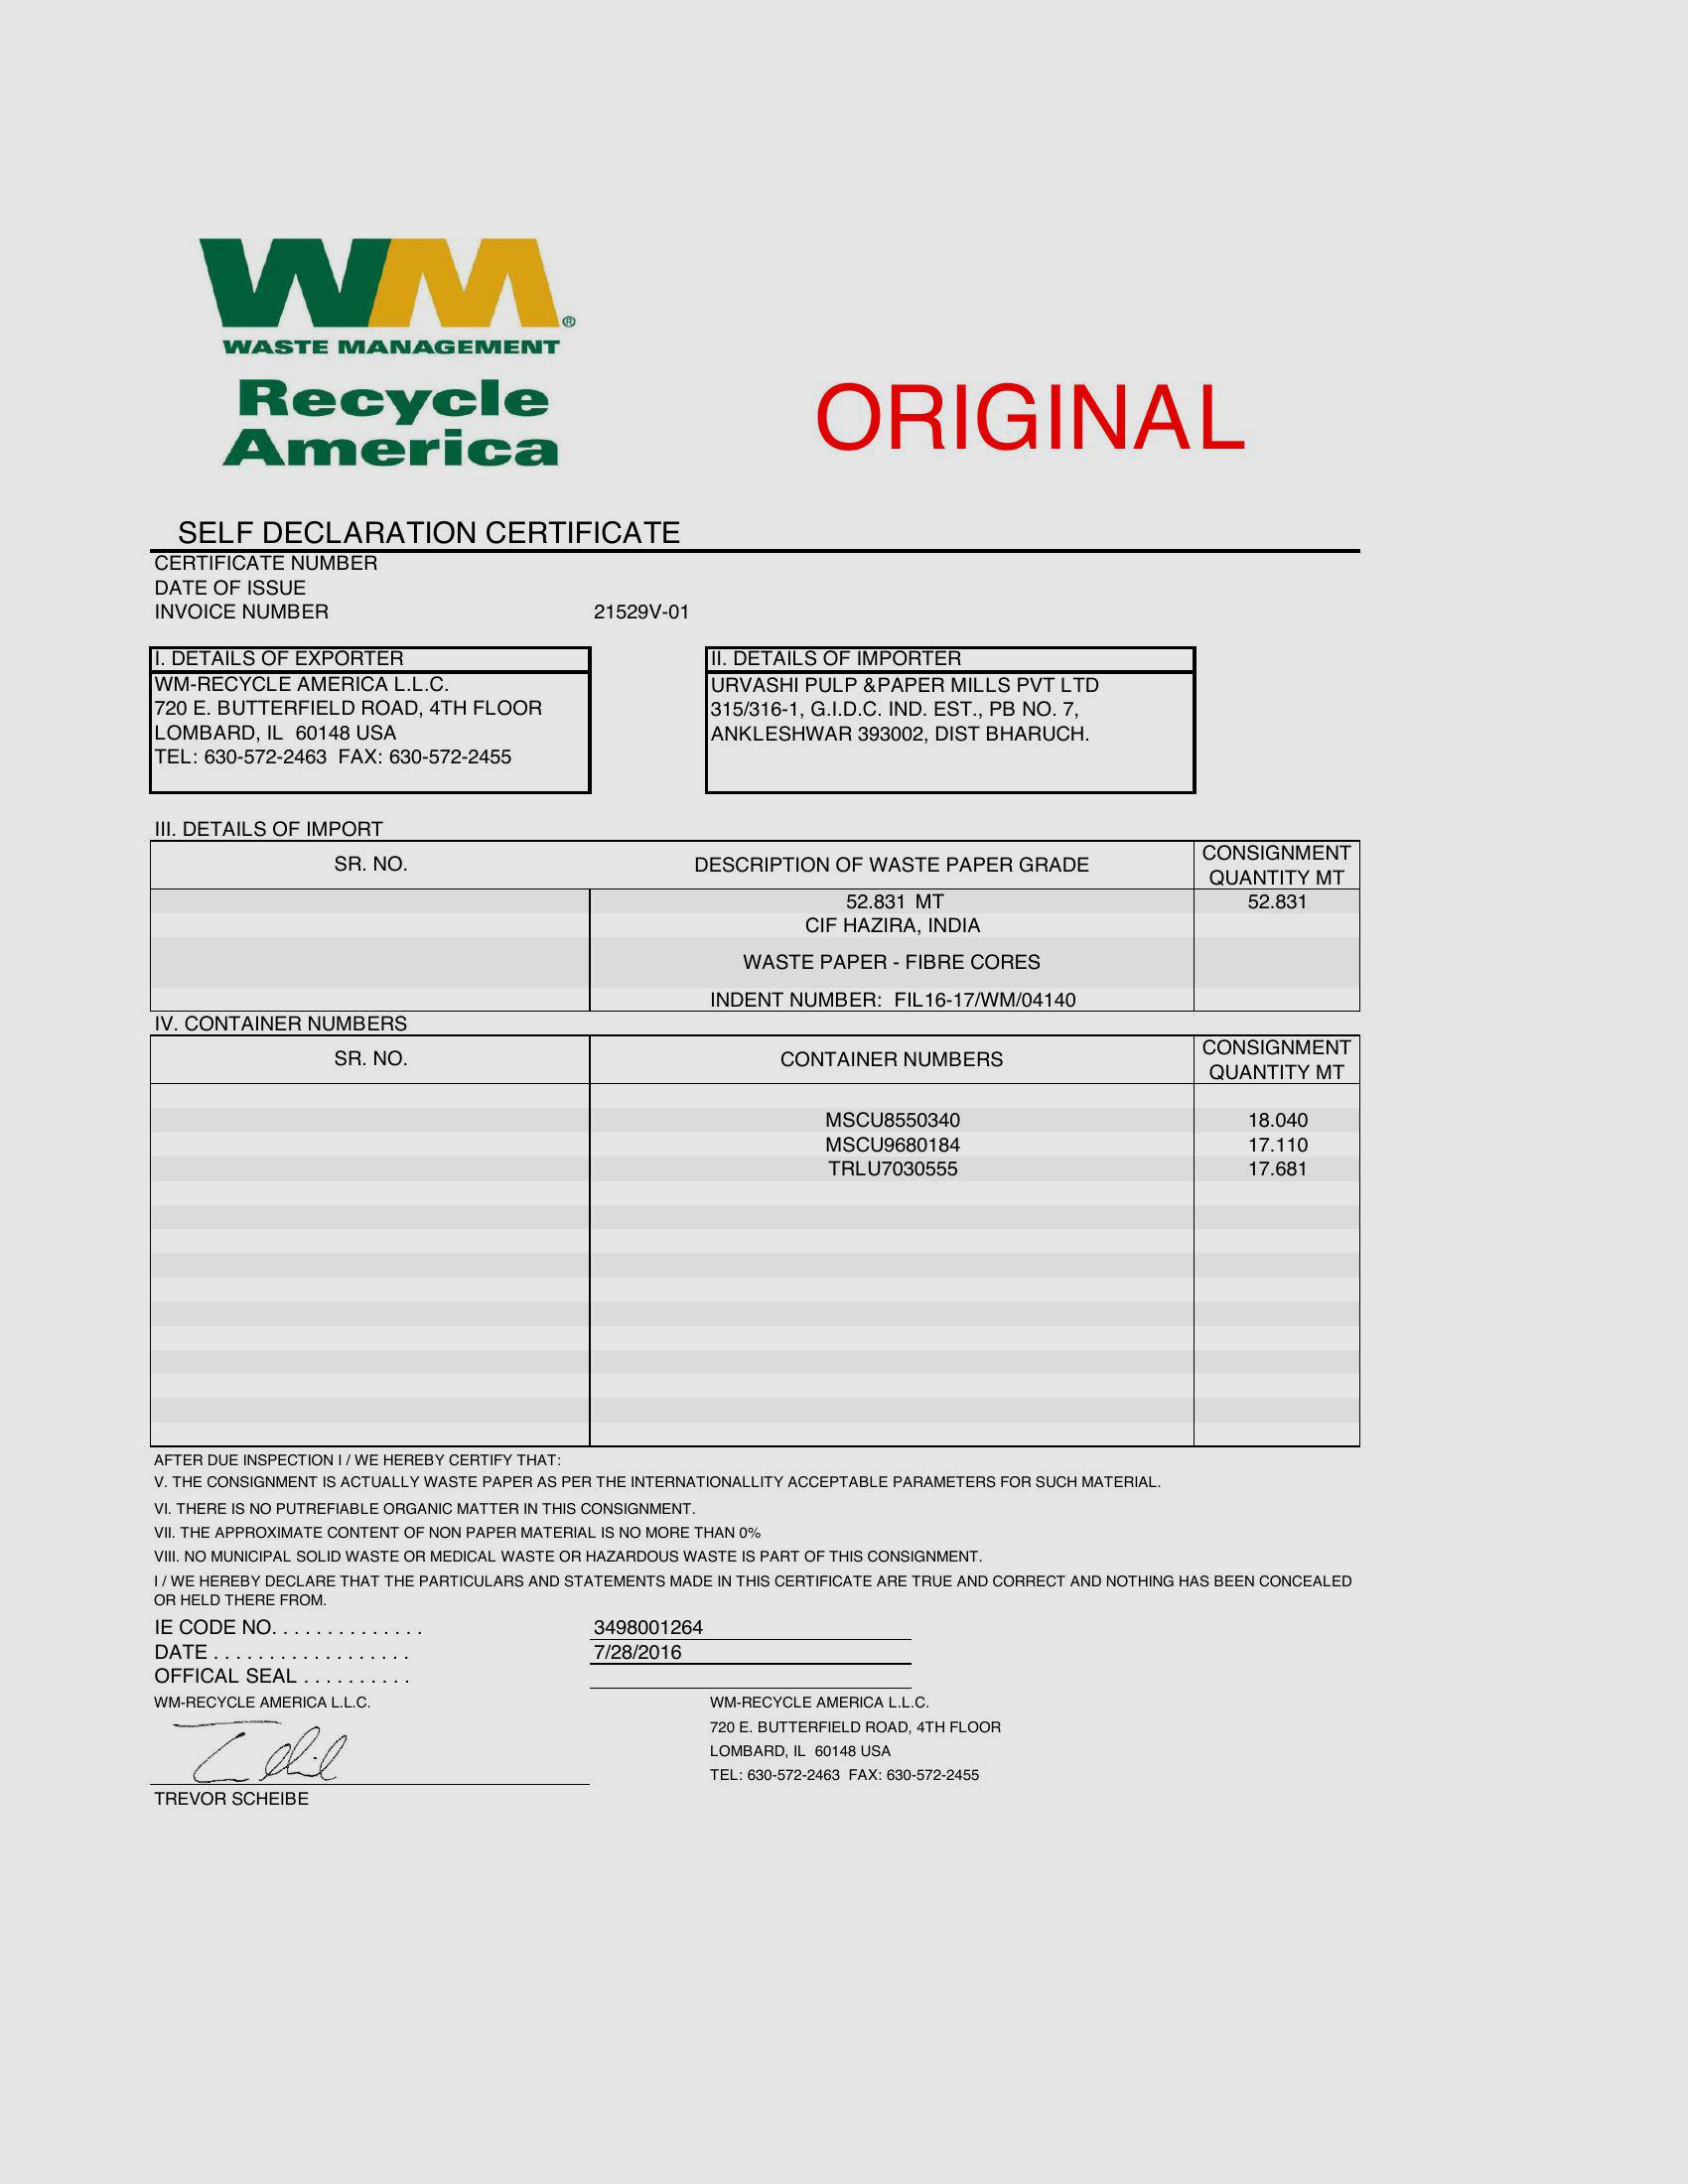 WM®
WASTE MANAGEMENT
Recycle
America
ORIGINAL
SELF DECLARATION CERTIFICATE
CERTIFICATE NUMBER
DATE OF ISSUE
INVOICE NUMBER 21529V-01
I. DETAILS OF EXPORTER
WM-RECYCLE AMERICA L.L.C.
720 E. BUTTERFIELD ROAD, 4TH FLOOR
LOMBARD, IL 60148 USA
TEL: 630-572-2463 FAX: 630-572-2455
II. DETAILS OF IMPORTER
URVASHI PULP &PAPER MILLS PVT LTD
315/316-1, G.I.D.C. IND. EST., PB NO. 7,
ANKLESHWAR 393002, DIST BHARUCH.
III. DETAILS OF IMPORT
SR. NO. DESCRIPTION OF WASTE PAPER GRADE CONSIGNMENT QUANTITY MT
52.831 MT 52.831
CIF HAZIRA, INDIA
WASTE PAPER - FIBRE CORES
INDENT NUMBER: FIL16-17/WM/04140
IV. CONTAINER NUMBERS
SR. NO. CONTAINER NUMBERS CONSIGNMENT QUANTITY MT
MSCU8550340 18.040
MSCU9680184 17.110
TRLU7030555 17.681
AFTER DUE INSPECTION I / WE HEREBY CERTIFY THAT:
V. THE CONSIGNMENT IS ACTUALLY WASTE PAPER AS PER THE INTERNATIONALLITY ACCEPTABLE PARAMETERS FOR SUCH MATERIAL.
VI. THERE IS NO PUTREFIABLE ORGANIC MATTER IN THIS CONSIGNMENT.
VII. THE APPROXIMATE CONTENT OF NON PAPER MATERIAL IS NO MORE THAN 0%
VIII. NO MUNICIPAL SOLID WASTE OR MEDICAL WASTE OR HAZARDOUS WASTE IS PART OF THIS CONSIGNMENT.
I / WE HEREBY DECLARE THAT THE PARTICULARS AND STATEMENTS MADE IN THIS CERTIFICATE ARE TRUE AND CORRECT AND NOTHING HAS BEEN CONCEALED
OR HELD THERE FROM.
IE CODE NO. . . . . . . . . . . . . . 3498001264
DATE . . . . . . . . . . . . . . . . . . 7/28/2016
OFFICAL SEAL . . . . . . . . . .
WM-RECYCLE AMERICA L.L.C.
TREVOR SCHEIBE
WM-RECYCLE AMERICA L.L.C.
720 E. BUTTERFIELD ROAD, 4TH FLOOR
LOMBARD, IL 60148 USA
TEL: 630-572-2463 FAX: 630-572-2455